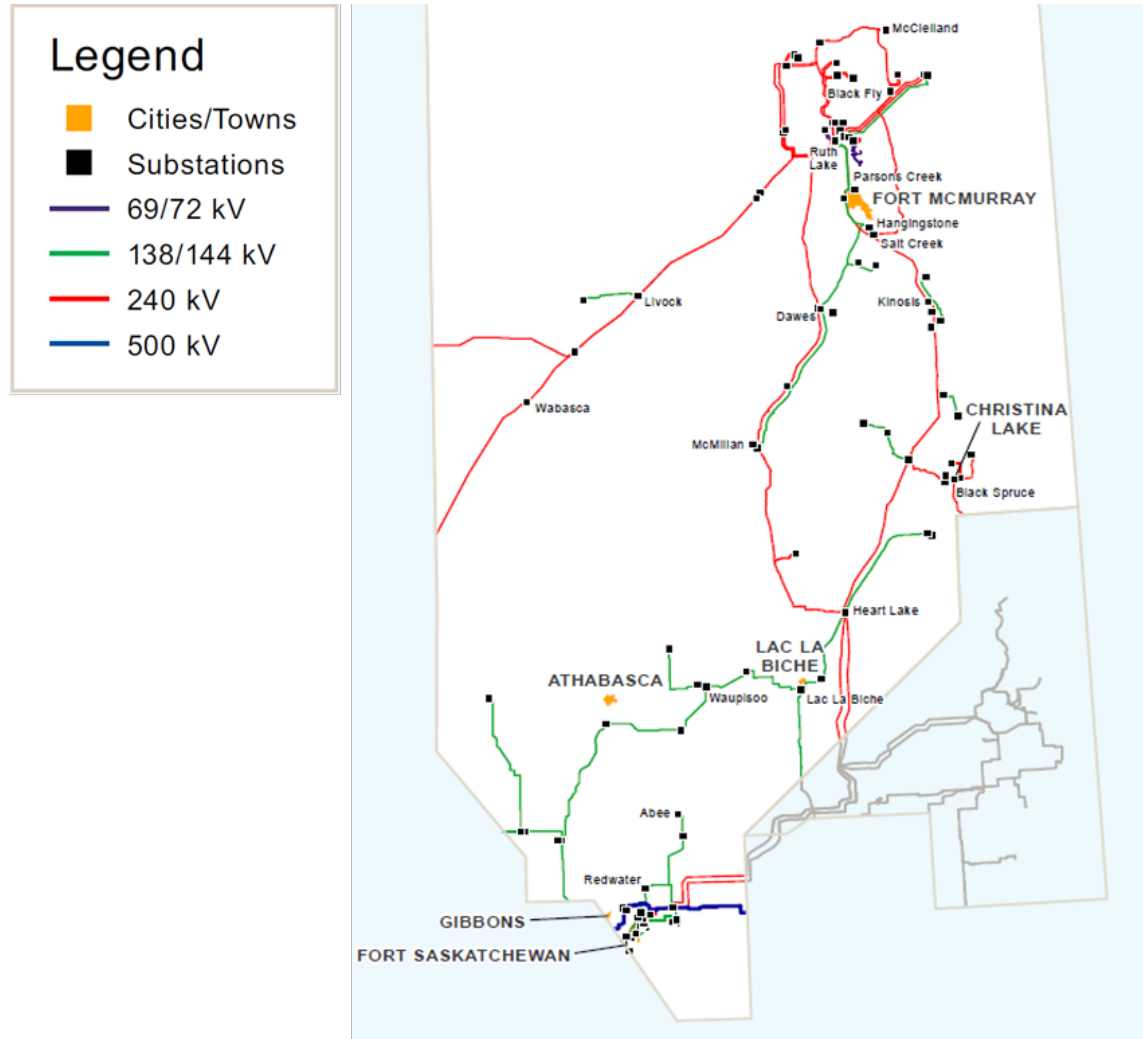 Legend
Cities/Towns
Substations
69/72 kV
138/144 kV
240 kV
500 kV
McClelland
Black Fly
Ruth
Lake
Parsons Creek
FORT MCMURRAY
Hangingstone
Salt Creek
Livock
Kinosis
Dawes
Wabasca
CHRISTINA
LAKE
McMillan
Black Spruce
Heart Lake
LAC LA
BICHE
ATHABASCA
Waupisoo
Lac La Biche
Abee
Redwater
GIBBONS
FORT SASKATCHEWAN